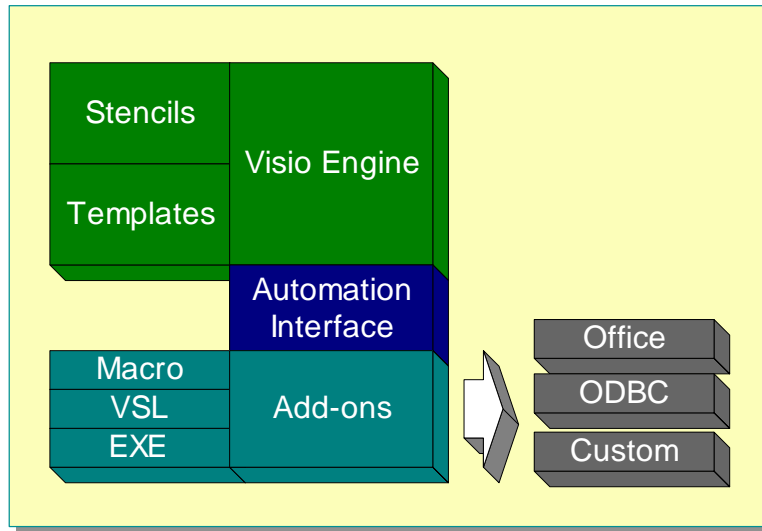 Stencils
Visio Engine
Templates
Automation
Interface
Macro
VSL
EXE
Add-ons
Office
ODBC
Custom